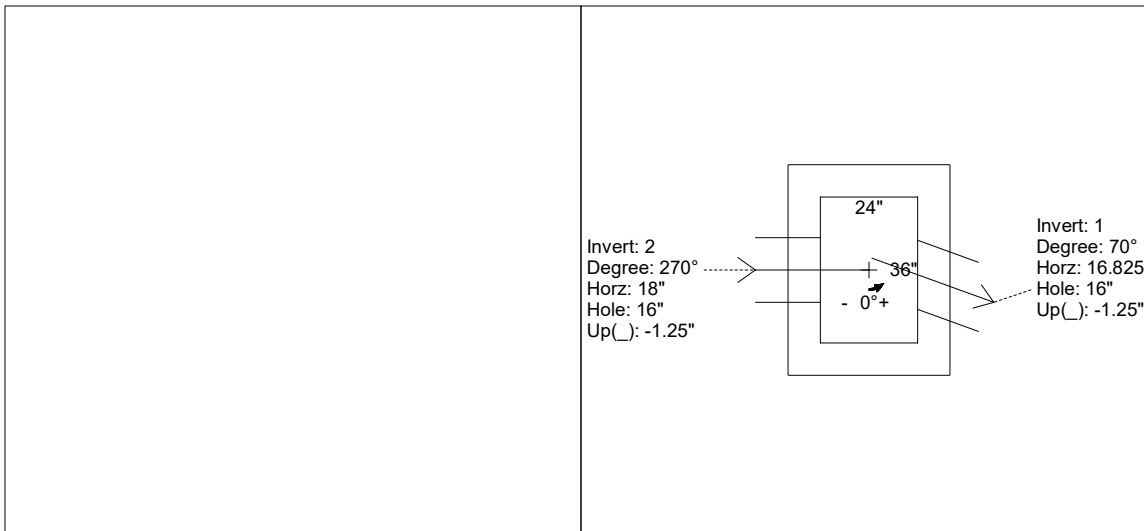 24"
Invert: 2
Degree: 270°
Horz: 18"
Hole: 16"
Up(_): -1.25"
36"
- 0°+
Invert: 1
Degree: 70°
Horz: 16.825
Hole: 16"
Up(_): -1.25"